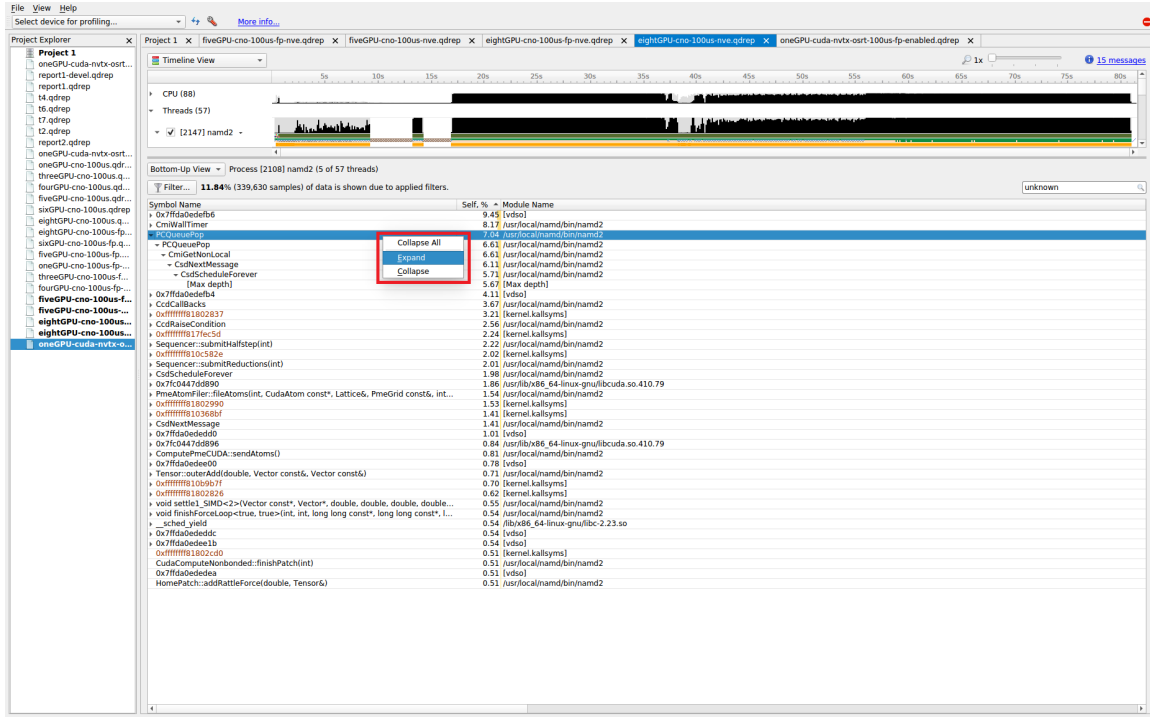 File View Help
Select device for profiling... More info...
Project Explorer
Project 1
oneGPU-cuda-nvtx-osrt...
report1-devel.qdrep
report1.qdrep
t4.qdrep
t6.qdrep
t7.qdrep
t2.qdrep
report2.qdrep
oneGPU-cuda-nvtx-osrt...
oneGPU-cno-100us.qdr...
threeGPU-cno-100us.q...
fourGPU-cno-100us.qd...
fiveGPU-cno-100us.qdr...
sixGPU-cno-100us.qdrep
eightGPU-cno-100us.q...
eightGPU-cno-100us-fp...
sixGPU-cno-100us-fp.q...
fiveGPU-cno-100us-fp....
oneGPU-cno-100us-fp-...
threeGPU-cno-100us-f...
fourGPU-cno-100us-fp-...
fiveGPU-cno-100us-f...
fiveGPU-cno-100us-...
eightGPU-cno-100us...
eightGPU-cno-100us...
oneGPU-cuda-nvtx-o...
Project 1 fiveGPU-cno-100us-fp-nve.qdrep fiveGPU-cno-100us-nve.qdrep eightGPU-cno-100us-fp-nve.qdrep eightGPU-cno-100us-nve.qdrep oneGPU-cuda-nvtx-osrt-100us-fp-enabled.qdrep
Timeline View 1x 15 messages
5s 10s 15s 20s 25s 30s 35s 40s 45s 50s 55s 60s 65s 70s 75s 80s
CPU (88)
Threads (57)
[2147] namd2
Bottom-Up View Process [2108] namd2 (5 of 57 threads)
Filter... 11.84% (339,630 samples) of data is shown due to applied filters. unknown
Symbol Name Self, % Module Name
0x7ffda0edefb6 9.45 [vdso]
CmiWallTimer 8.17 /usr/local/namd/bin/namd2
PCQueuePop 7.04 /usr/local/namd/bin/namd2
PCQueuePop 6.61 /usr/local/namd/bin/namd2
CmiGetNonLocal 6.61 /usr/local/namd/bin/namd2
CsdNextMessage 6.11 /usr/local/namd/bin/namd2
CsdScheduleForever 5.71 /usr/local/namd/bin/namd2
[Max depth] 5.67 [Max depth]
Collapse All
Expand
Collapse
0x7ffda0edefb4 4.11 [vdso]
CcdCallBacks 3.67 /usr/local/namd/bin/namd2
0xffffffff81802837 3.21 [kernel.kallsyms]
CcdRaiseCondition 2.56 /usr/local/namd/bin/namd2
0xffffffff817fec5d 2.24 [kernel.kallsyms]
Sequencer::submitHalfstep(int) 2.22 /usr/local/namd/bin/namd2
0xffffffff810c582e 2.02 [kernel.kallsyms]
Sequencer::submitReductions(int) 2.01 /usr/local/namd/bin/namd2
CsdScheduleForever 1.98 /usr/local/namd/bin/namd2
0x7fc0447dd890 1.86 /usr/lib/x86_64-linux-gnu/libcuda.so.410.79
PmeAtomFiler::fileAtoms(int, CudaAtom const*, Lattice&, PmeGrid const&, int... 1.54 /usr/local/namd/bin/namd2
0xffffffff81802990 1.53 [kernel.kallsyms]
0xffffffff810368bf 1.41 [kernel.kallsyms]
CsdNextMessage 1.41 /usr/local/namd/bin/namd2
0x7ffda0ededd0 1.01 [vdso]
0x7fc0447dd896 0.84 /usr/lib/x86_64-linux-gnu/libcuda.so.410.79
ComputePmeCUDA::sendAtoms() 0.81 /usr/local/namd/bin/namd2
0x7ffda0edee00 0.78 [vdso]
Tensor::outerAdd(double, Vector const&, Vector const&) 0.71 /usr/local/namd/bin/namd2
0xffffffff810b9b7f 0.70 [kernel.kallsyms]
0xffffffff81802826 0.62 [kernel.kallsyms]
void settle1_SIMD<2>(Vector const*, Vector*, double, double, double, double... 0.55 /usr/local/namd/bin/namd2
void finishForceLoop<true, true>(int, int, long long const*, long long const*, l... 0.54 /usr/local/namd/bin/namd2
__sched_yield 0.54 /lib/x86_64-linux-gnu/libc-2.23.so
0x7ffda0ededdc 0.54 [vdso]
0x7ffda0edee1b 0.54 [vdso]
0xffffffff81802cd0 0.51 [kernel.kallsyms]
CudaComputeNonbonded::finishPatch(int) 0.51 /usr/local/namd/bin/namd2
0x7ffda0ededea 0.51 [vdso]
HomePatch::addRattleForce(double, Tensor&) 0.51 /usr/local/namd/bin/namd2